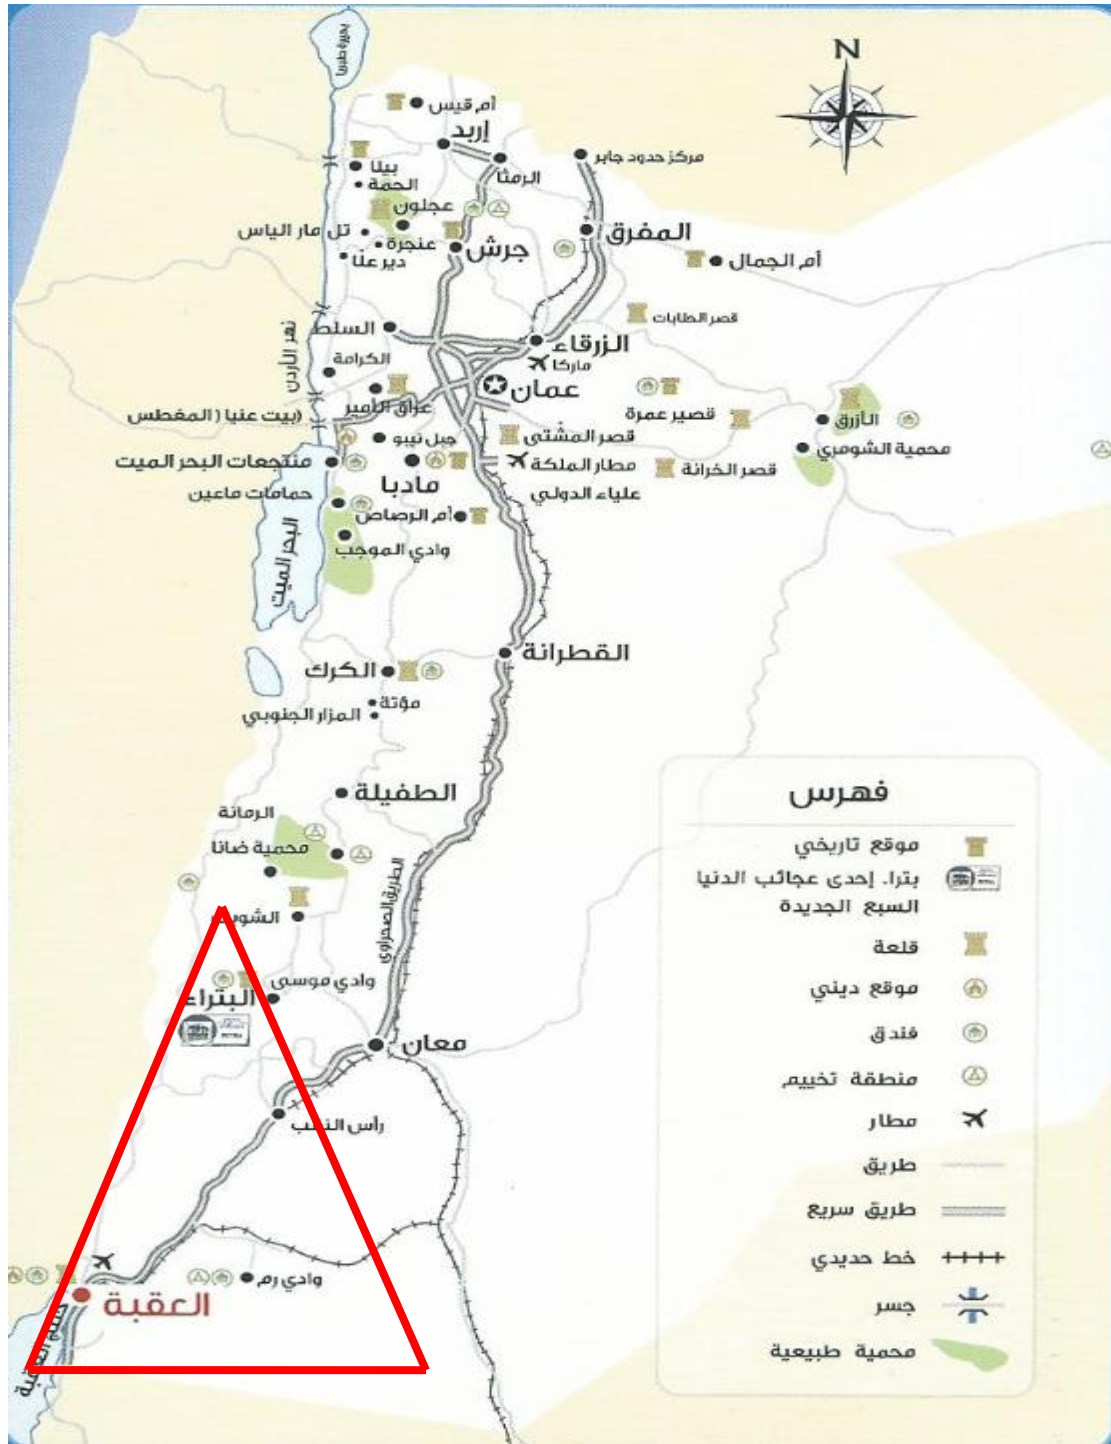 N
أم قيس
إربد
مركز حدود جابر
الرمثا
بيلا
الحمة
عجلون
تل مار الياس
عنجرة
جرش
المفرق
دير علّا
أم الجمال
قصر الطابات
السلط
الزرقاء
نهر الأردن
الكرامة
ماركا
عمان
عراق الأمير
قصير عمرة
الأزرق
(بيت عنيا ( المغطس
جبل نيبو
قصر المشتى
محمية الشومري
منتجعات البحر الميت
مادبا
مطار الملكة
علياء الدولي
قصر الخرانة
حمامات ماعين
أم الرصاص
البحر الميت
وادي الموجب
القطرانة
الكرك
مؤتة
المزار الجنوبي
الطفيلة
الرمانة
محمية ضانا
الطريق الصحراوي
وادي موسى
البتراء
معان
رأس النقب
وادي رم
العقبة
خليج العقبة
فهرس
موقع تاريخي
بترا. إحدى عجائب الدنيا
السبع الجديدة
قلعة
موقع ديني
فندق
منطقة تخييم
مطار
طريق
طريق سريع
خط حديدي
جسر
محمية طبيعية